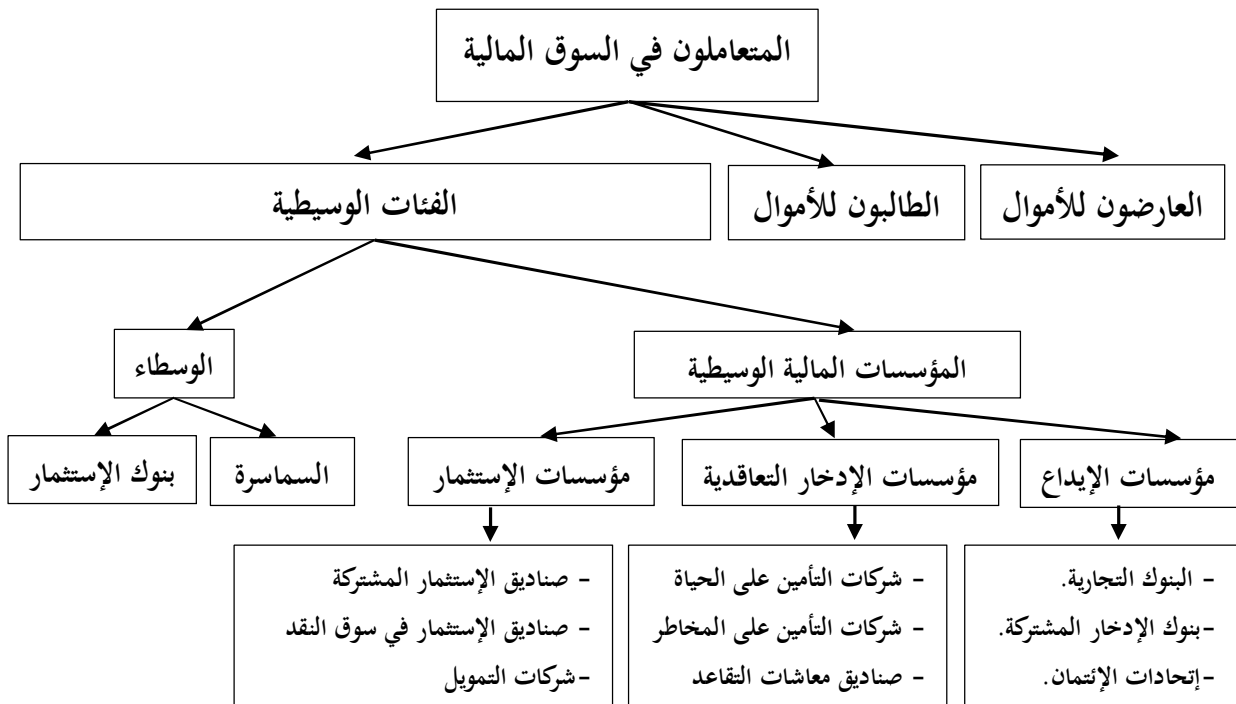 المتعاملون في السوق المالية
العارضون للأموال
الطالبون للأموال
الفئات الوسيطية
المؤسسات المالية الوسيطية
الوسطاء
مؤسسات الإيداع
مؤسسات الإدخار التعاقدية
مؤسسات الإستثمار
السماسرة
بنوك الإستثمار
- البنوك التجارية.
-بنوك الإدخار المشتركة.
-إتحادات الإئتمان.
- شركات التأمين على الحياة
- شركات التأمين على المخاطر
- صناديق معاشات التقاعد
- صناديق الإستثمار المشتركة
- صناديق الإستثمار في سوق النقد
-شركات التمويل